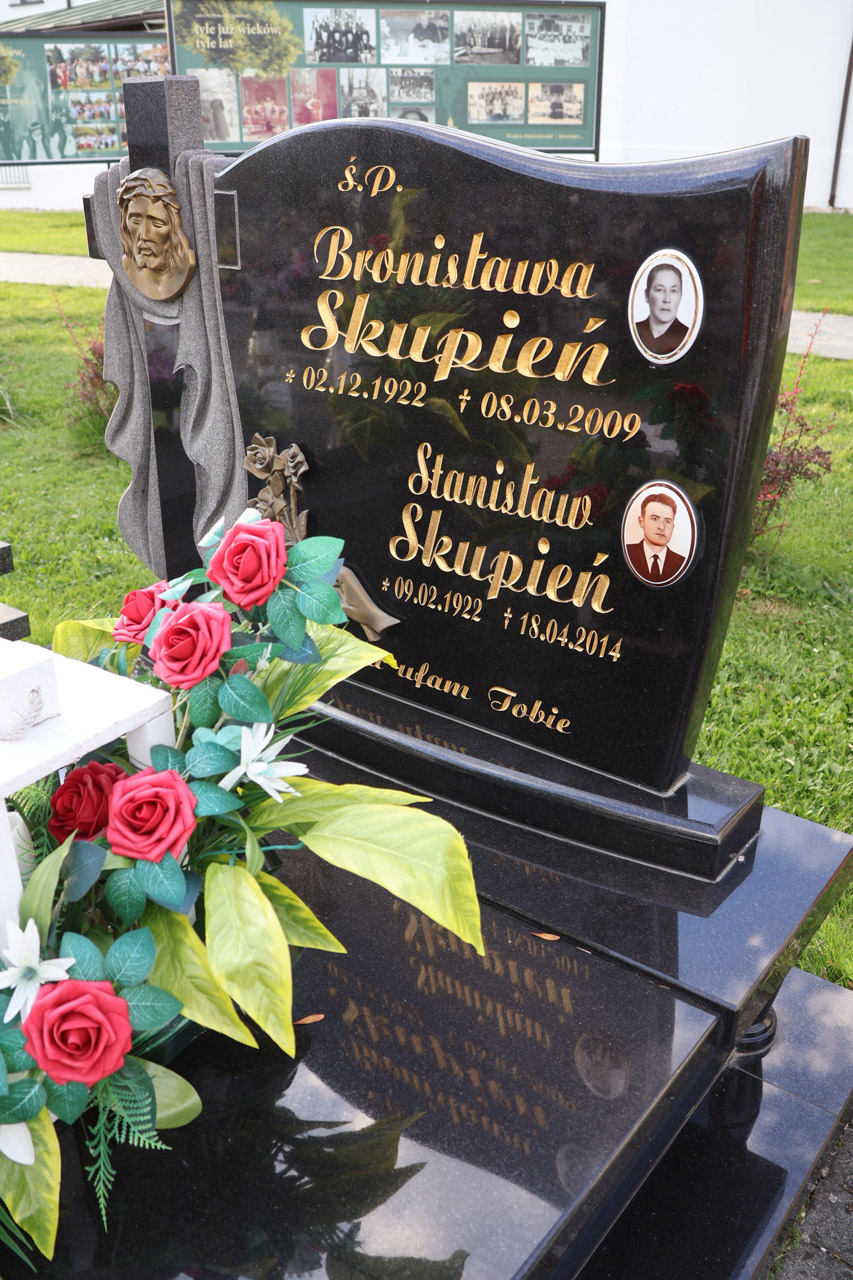 tyle już wieków,
tyle lat
ś.p.
Bronisława
Skupień
* 02.12.1922 † 08.03.2009
Stanisław
Skupień
* 09.02.1922 † 18.04.2014
ufam Tobie